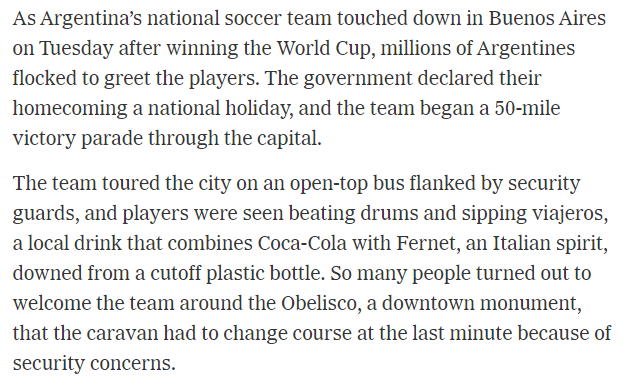 As Argentina’s national soccer team touched down in Buenos Aires
on Tuesday after winning the World Cup, millions of Argentines
flocked to greet the players. The government declared their
homecoming a national holiday, and the team began a 50-mile
victory parade through the capital.
The team toured the city on an open-top bus flanked by security
guards, and players were seen beating drums and sipping viajeros,
a local drink that combines Coca-Cola with Fernet, an Italian spirit,
downed from a cutoff plastic bottle. So many people turned out to
welcome the team around the Obelisco, a downtown monument,
that the caravan had to change course at the last minute because of
security concerns.